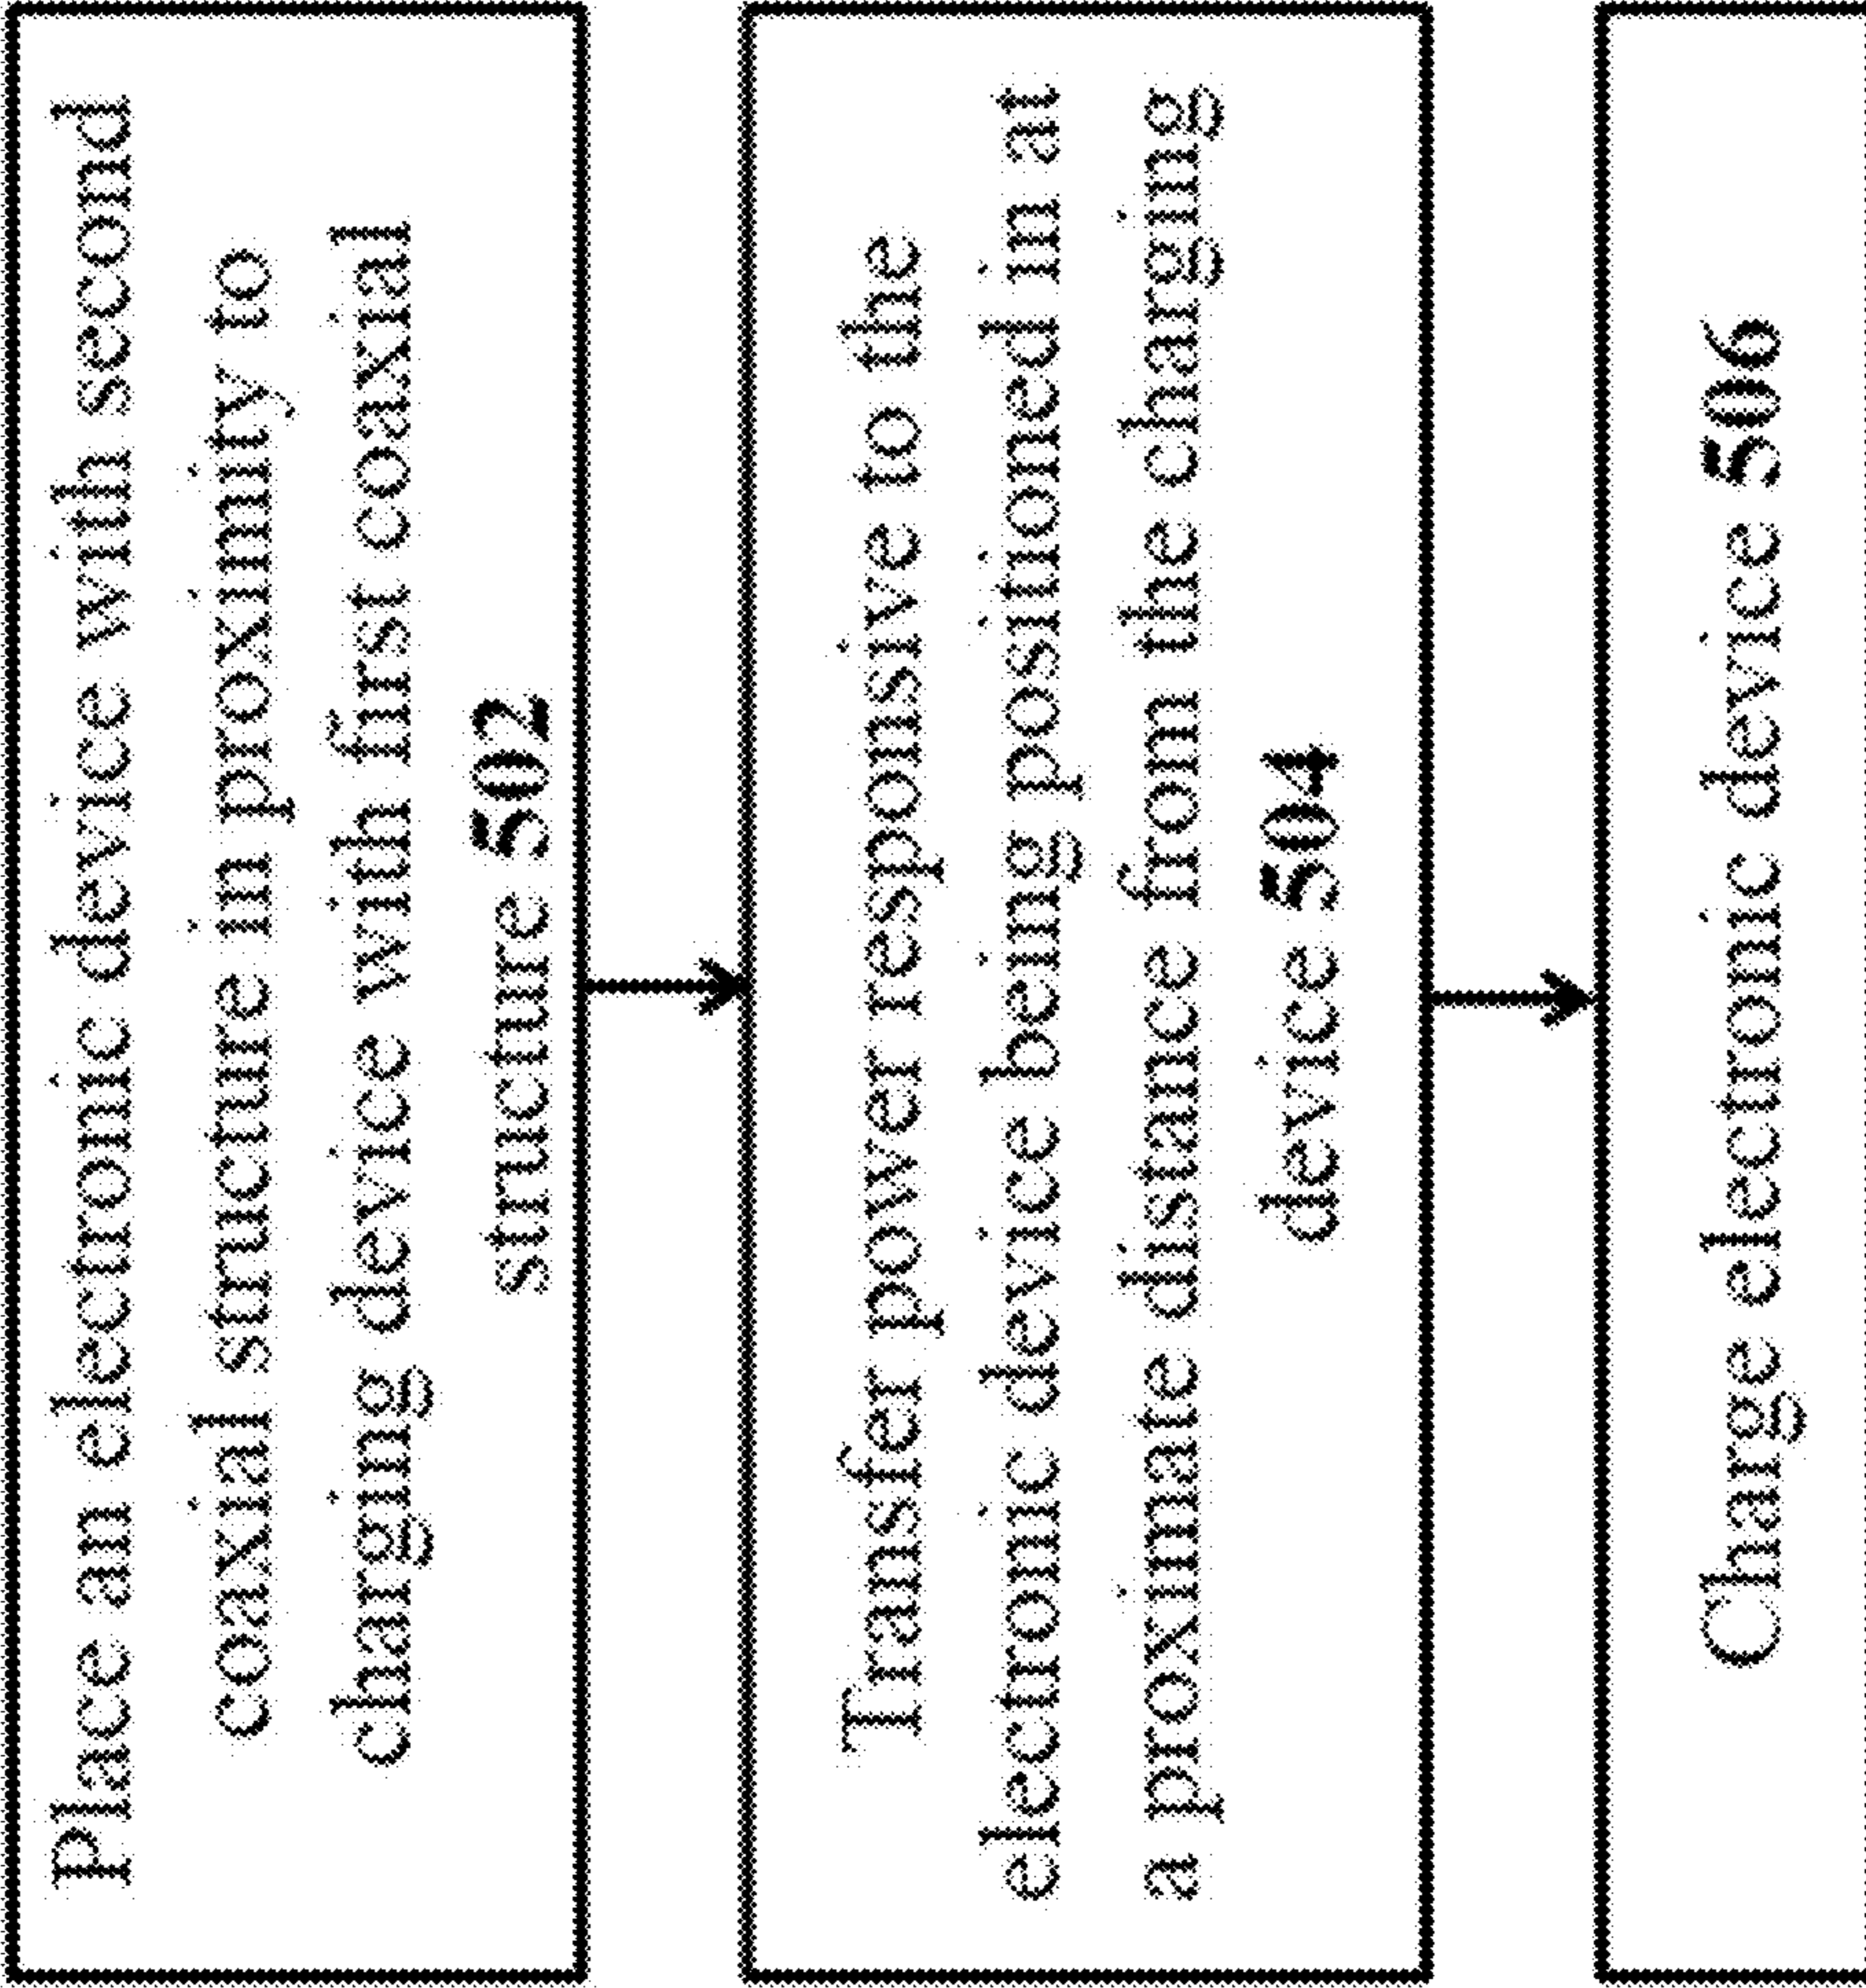 Place an electronic device with second
coaxial structure in proximity to
charging device with first coaxial
structure 502
Transfer power responsive to the
electronic device being positioned in at
a proximate distance from the charging
device 504
Charge electronic device 506